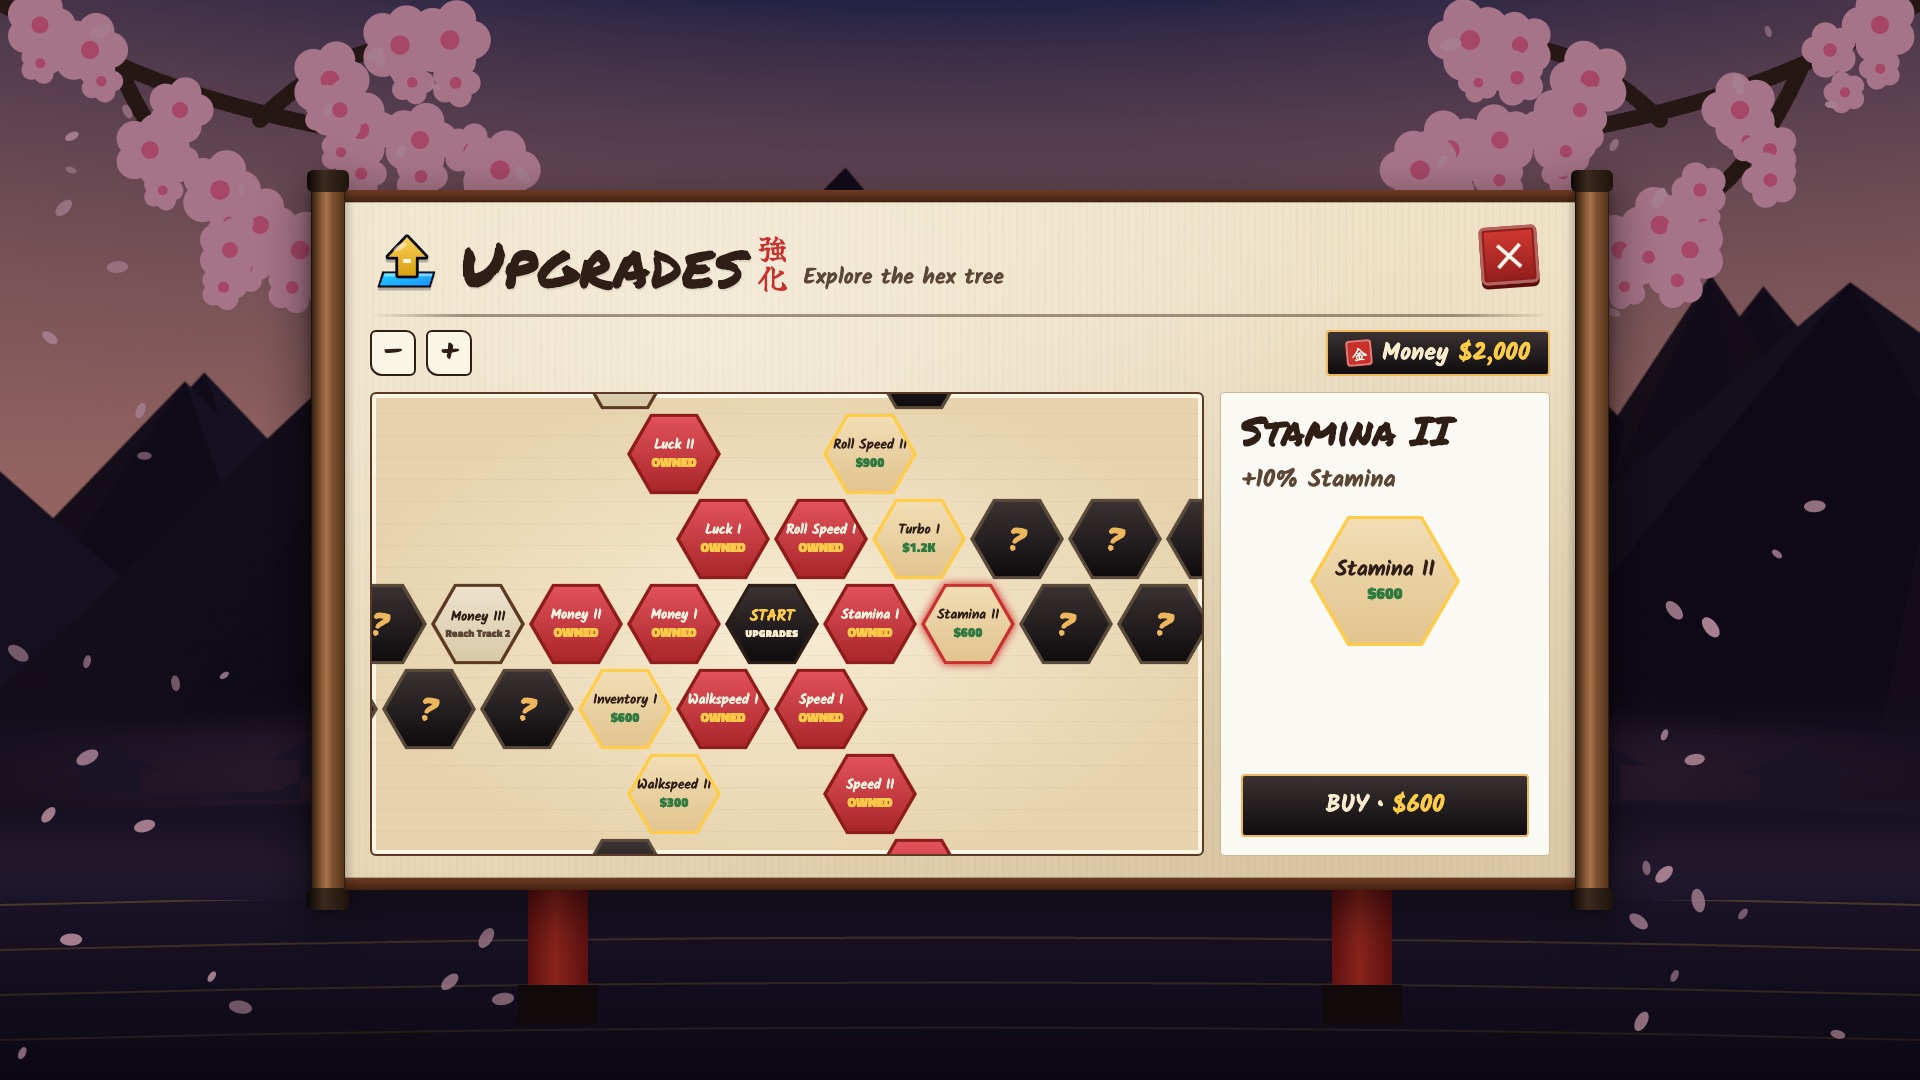 UPGRADES
強化
Explore the hex tree
−
+
金 Money $2,000
Luck II
OWNED
Roll Speed II
$900
Luck I
OWNED
Roll Speed I
OWNED
Turbo I
$1.2K
?
?
?
Money III
Reach Track 2
Money II
OWNED
Money I
OWNED
START
UPGRADES
Stamina I
OWNED
Stamina II
$600
?
?
?
?
Inventory I
$600
Walkspeed I
OWNED
Speed I
OWNED
Walkspeed II
$300
Speed II
OWNED
STAMINA II
+10% Stamina
Stamina II
$600
BUY · $600